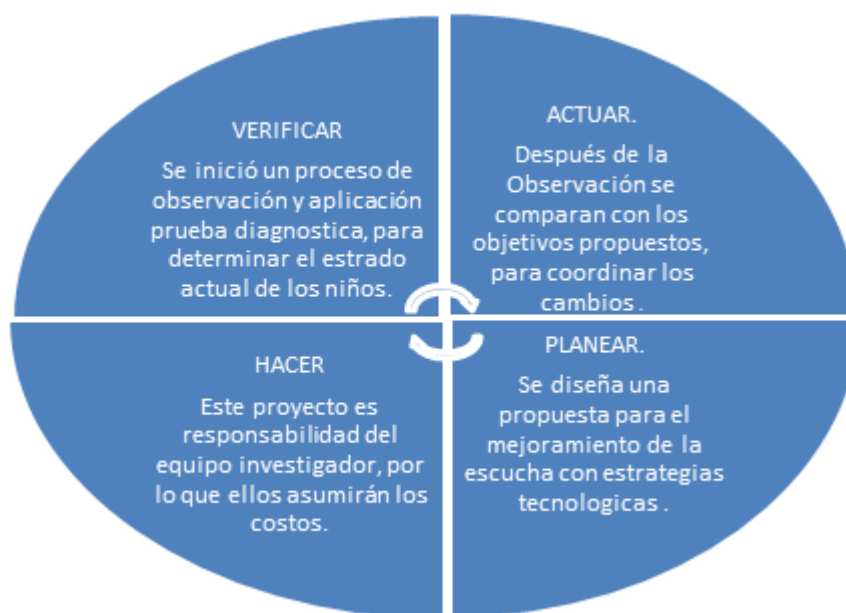 VERIFICAR
Se inició un proceso de
observación y aplicación
prueba diagnostica, para
determinar el estrado
actual de los niños.
ACTUAR.
Después de la
Observación se
comparan con los
objetivos propuestos,
para coordinar los
cambios .
HACER
Este proyecto es
responsabilidad del
equipo investigador, por
lo que ellos asumirán los
costos.
PLANEAR.
Se diseña una
propuesta para el
mejoramiento de la
escucha con estrategias
tecnologicas .